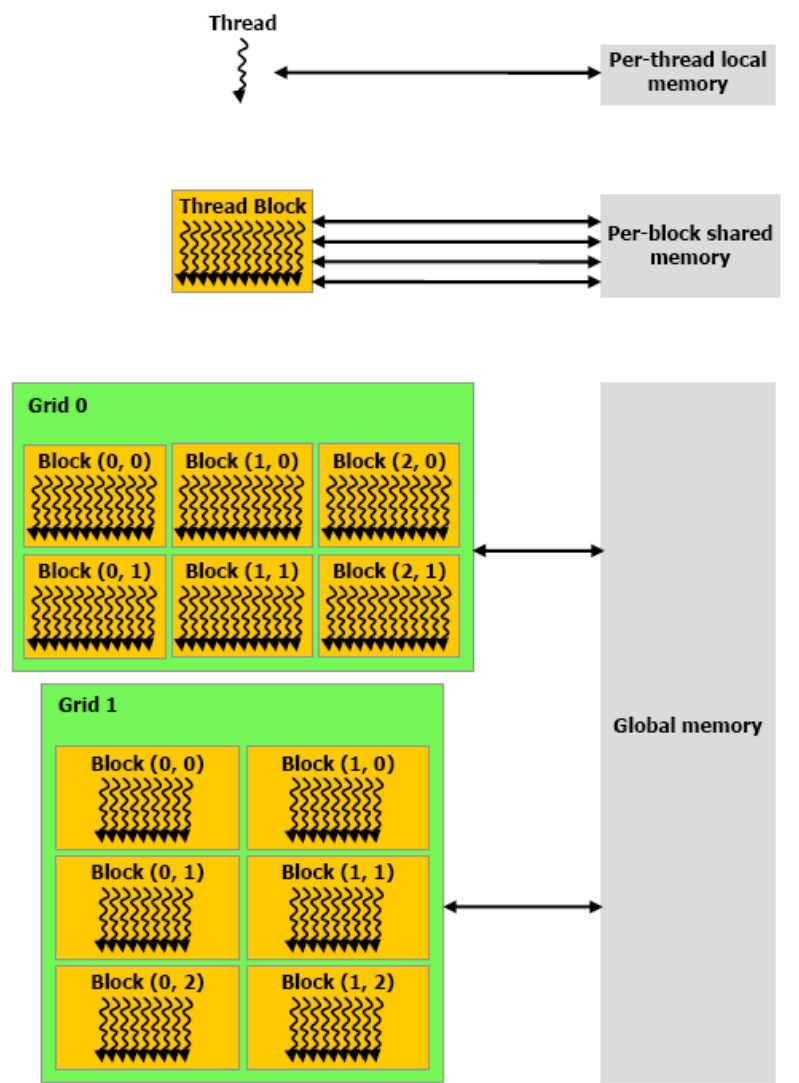 Thread
Per-thread local
memory
Thread Block
Per-block shared
memory
Grid 0
Block (0, 0) Block (1, 0) Block (2, 0)
Block (0, 1) Block (1, 1) Block (2, 1)
Grid 1
Global memory
Block (0, 0) Block (1, 0)
Block (0, 1) Block (1, 1)
Block (0, 2) Block (1, 2)